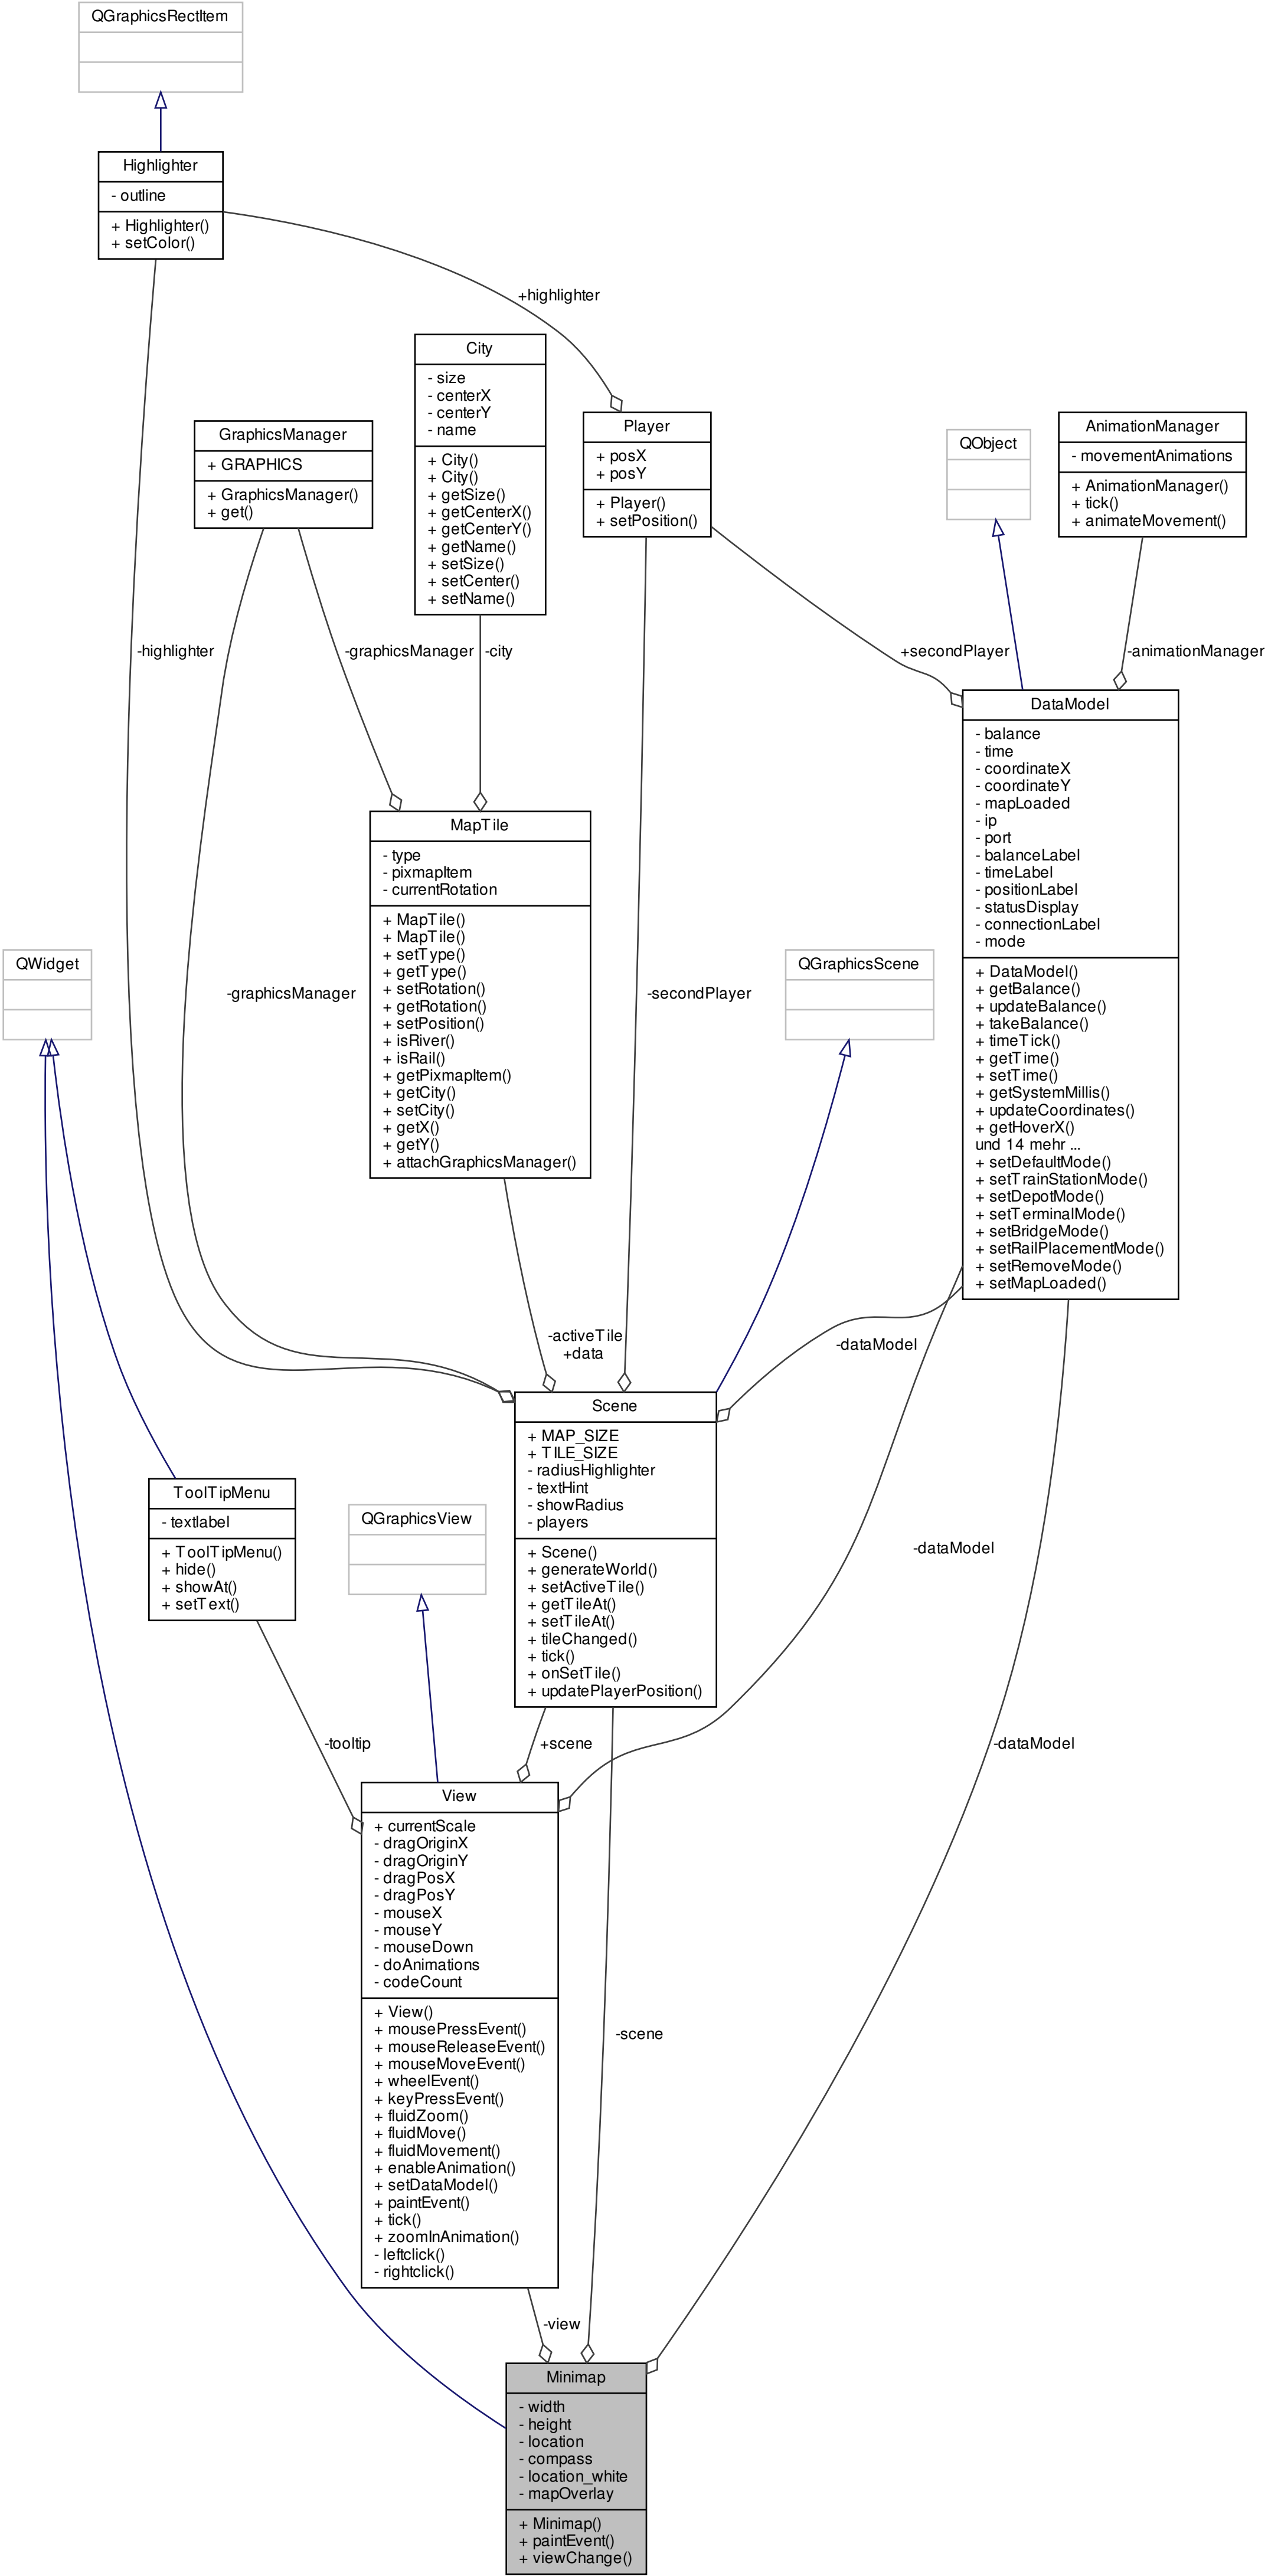 QGraphicsRectItem
Highlighter
- outline
+ Highlighter()
+ setColor()
+highlighter
City
- size
- centerX
- centerY
- name
+ City()
+ City()
+ getSize()
+ getCenterX()
+ getCenterY()
+ getName()
+ setSize()
+ setCenter()
+ setName()
GraphicsManager
+ GRAPHICS
+ GraphicsManager()
+ get()
Player
+ posX
+ posY
+ Player()
+ setPosition()
QObject
AnimationManager
- movementAnimations
+ AnimationManager()
+ tick()
+ animateMovement()
-highlighter
-graphicsManager
-city
+secondPlayer
-animationManager
DataModel
- balance
- time
- coordinateX
- coordinateY
- mapLoaded
- ip
- port
- balanceLabel
- timeLabel
- positionLabel
- statusDisplay
- connectionLabel
- mode
+ DataModel()
+ getBalance()
+ updateBalance()
+ takeBalance()
+ timeTick()
+ getTime()
+ setTime()
+ getSystemMillis()
+ updateCoordinates()
+ getHoverX()
und 14 mehr ...
+ setDefaultMode()
+ setTrainStationMode()
+ setDepotMode()
+ setTerminalMode()
+ setBridgeMode()
+ setRailPlacementMode()
+ setRemoveMode()
+ setMapLoaded()
MapTile
- type
- pixmapItem
- currentRotation
+ MapTile()
+ MapTile()
+ setType()
+ getType()
+ setRotation()
+ getRotation()
+ setPosition()
+ isRiver()
+ isRail()
+ getPixmapItem()
+ getCity()
+ setCity()
+ getX()
+ getY()
+ attachGraphicsManager()
QWidget
-graphicsManager
-secondPlayer
QGraphicsScene
-activeTile
+data
-dataModel
Scene
+ MAP_SIZE
+ TILE_SIZE
- radiusHighlighter
- textHint
- showRadius
- players
+ Scene()
+ generateWorld()
+ setActiveTile()
+ getTileAt()
+ setTileAt()
+ tileChanged()
+ tick()
+ onSetTile()
+ updatePlayerPosition()
ToolTipMenu
- textlabel
+ ToolTipMenu()
+ hide()
+ showAt()
+ setText()
QGraphicsView
-dataModel
-tooltip
+scene
-dataModel
View
+ currentScale
- dragOriginX
- dragOriginY
- dragPosX
- dragPosY
- mouseX
- mouseY
- mouseDown
- doAnimations
- codeCount
+ View()
+ mousePressEvent()
+ mouseReleaseEvent()
+ mouseMoveEvent()
+ wheelEvent()
+ keyPressEvent()
+ fluidZoom()
+ fluidMove()
+ fluidMovement()
+ enableAnimation()
+ setDataModel()
+ paintEvent()
+ tick()
+ zoomInAnimation()
- leftclick()
- rightclick()
-scene
-view
Minimap
- width
- height
- location
- compass
- location_white
- mapOverlay
+ Minimap()
+ paintEvent()
+ viewChange()